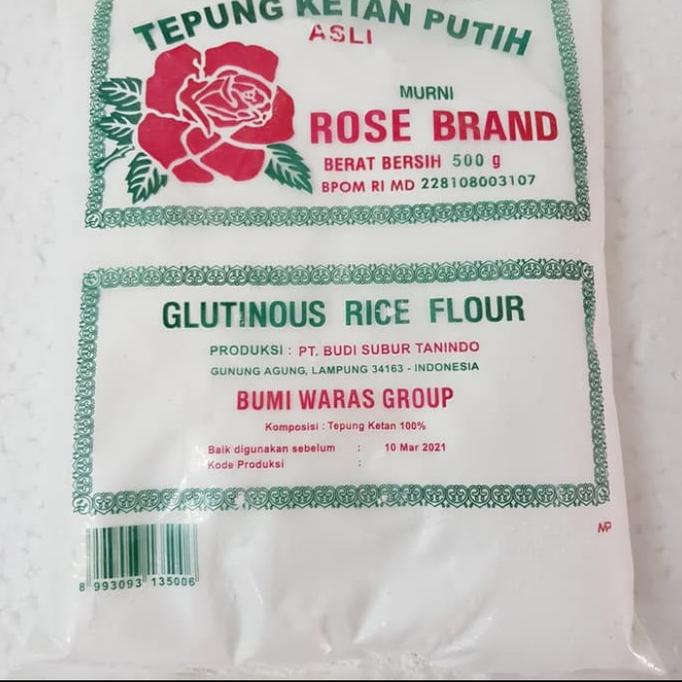 TEPUNG KETAN PUTIH
ASLI
MURNI
ROSE BRAND
BERAT BERSIH 500 g
BPOM RI MD 228108003107
GLUTINOUS RICE FLOUR
PRODUKSI : PT. BUDI SUBUR TANINDO
GUNUNG AGUNG, LAMPUNG 34163 - INDONESIA
BUMI WARAS GROUP
Komposisi : Tepung Ketan 100%
Baik digunakan sebelum : 10 Mar 2021
Kode Produksi :
MP
8 993093 135006